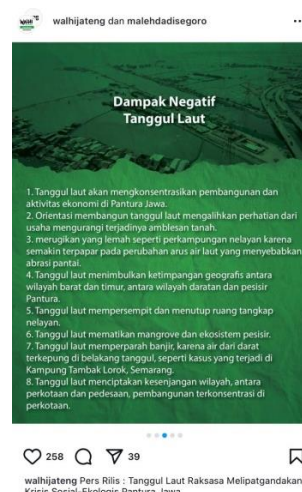 walhijateng dan malehdadisegoro
Dampak Negatif
Tanggul Laut
1. Tanggul laut akan mengkonsentrasikan pembangunan dan
aktivitas ekonomi di Pantura Jawa.
2. Orientasi membangun tanggul laut mengalihkan perhatian dari
usaha mengurangi terjadinya amblesan tanah.
3. merugikan yang lemah seperti perkampungan nelayan karena
semakin terpapar pada perubahan arus air laut yang menyebabkan
abrasi pantai.
4. Tanggul laut menimbulkan ketimpangan geografis antara
wilayah barat dan timur, antara wilayah daratan dan pesisir
Pantura.
5. Tanggul laut mempersempit dan menutup ruang tangkap
nelayan.
6. Tanggul laut mematikan mangrove dan ekosistem pesisir.
7. Tanggul laut memperparah banjir, karena air dari darat
terkepung di belakang tanggul, seperti kasus yang terjadi di
Kampung Tambak Lorok, Semarang.
8. Tanggul laut menciptakan kesenjangan wilayah, antara
perkotaan dan pedesaan, pembangunan terkonsentrasi di
perkotaan.
258 39
walhijateng Pers Rilis : Tanggul Laut Raksasa Melipatgandakan
Krisis Sosial-Ekologis Pantura Jawa